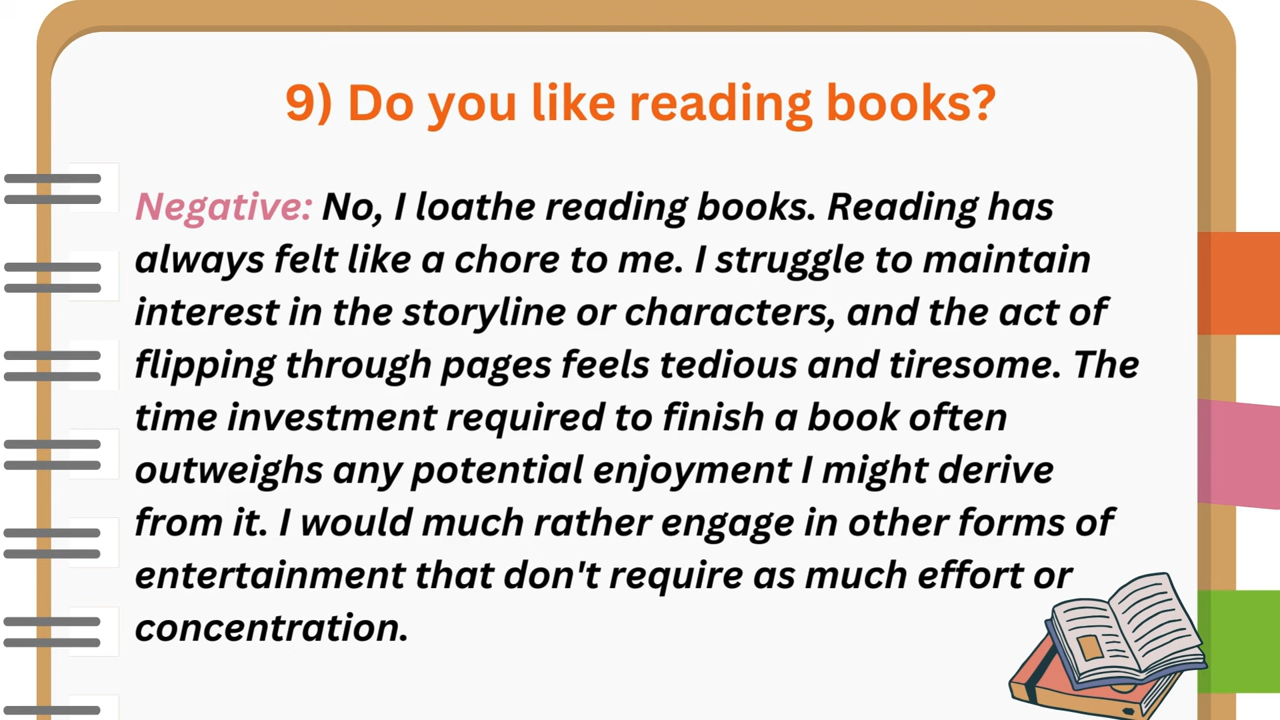 9) Do you like reading books?
Negative: No, I loathe reading books. Reading has
always felt like a chore to me. I struggle to maintain
interest in the storyline or characters, and the act of
flipping through pages feels tedious and tiresome. The
time investment required to finish a book often
outweighs any potential enjoyment I might derive
from it. I would much rather engage in other forms of
entertainment that don't require as much effort or
concentration.